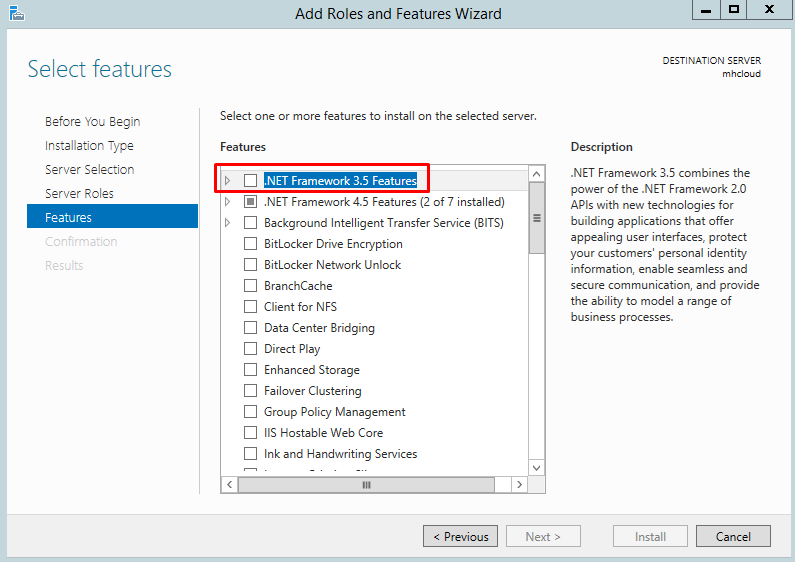 Add Roles and Features Wizard
Select features
DESTINATION SERVER
mhcloud
Before You Begin
Installation Type
Server Selection
Server Roles
Features
Confirmation
Results
Select one or more features to install on the selected server.
Features
.NET Framework 3.5 Features
.NET Framework 4.5 Features (2 of 7 installed)
Background Intelligent Transfer Service (BITS)
BitLocker Drive Encryption
BitLocker Network Unlock
BranchCache
Client for NFS
Data Center Bridging
Direct Play
Enhanced Storage
Failover Clustering
Group Policy Management
IIS Hostable Web Core
Ink and Handwriting Services
Description
.NET Framework 3.5 combines the
power of the .NET Framework 2.0
APIs with new technologies for
building applications that offer
appealing user interfaces, protect
your customers' personal identity
information, enable seamless and
secure communication, and provide
the ability to model a range of
business processes.
< Previous
Next >
Install
Cancel